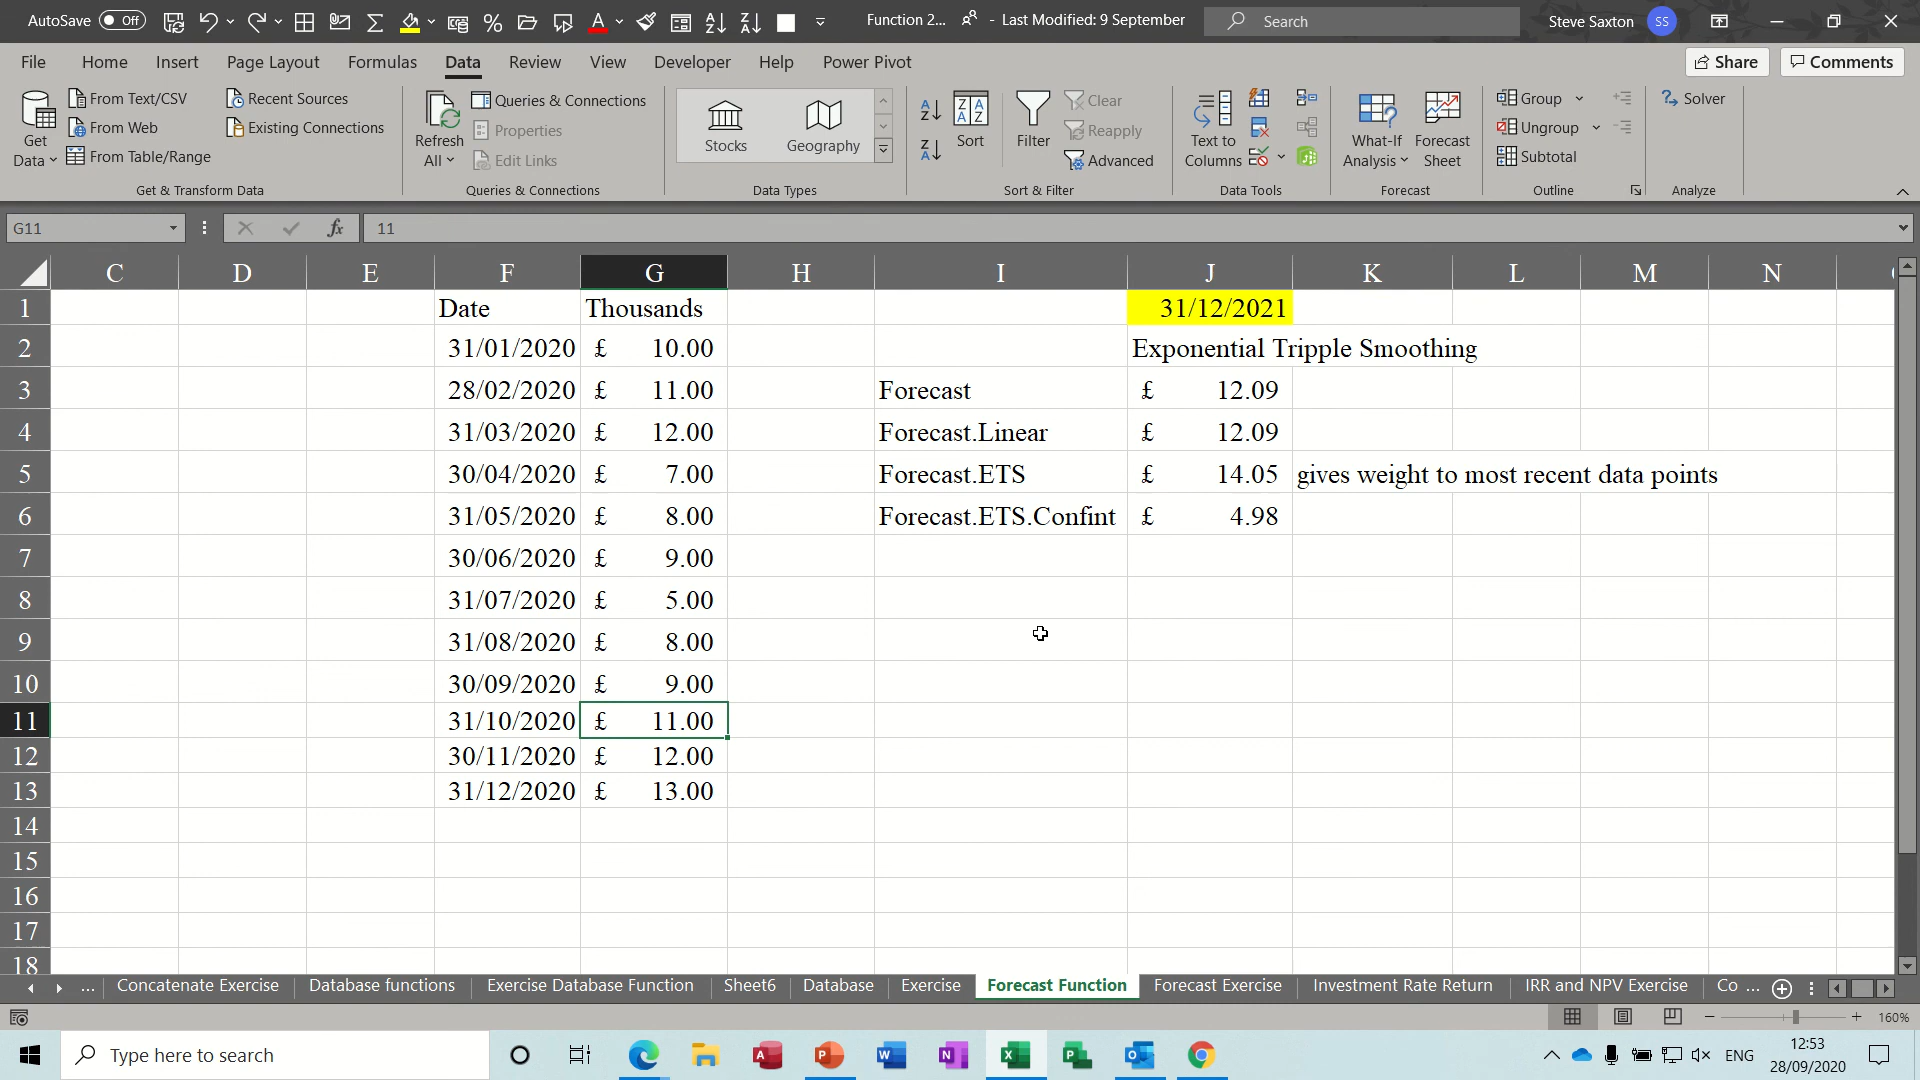 AutoSave Off Function 2... - Last Modified: 9 September Search Steve Saxton SS
File Home Insert Page Layout Formulas Data Review View Developer Help Power Pivot Share Comments
Get Data
From Text/CSV
From Web
From Table/Range
Recent Sources
Existing Connections
Get & Transform Data
Refresh All
Queries & Connections
Properties
Edit Links
Queries & Connections
Stocks Geography
Data Types
Sort
Filter
Clear
Reapply
Advanced
Sort & Filter
Text to Columns
Data Tools
What-If Analysis
Forecast Sheet
Forecast
Group
Ungroup
Subtotal
Outline
Solver
Analyze
G11 fx 11
C D E F G H I J K L M N
1 Date Thousands 31/12/2021
2 31/01/2020 £ 10.00 Exponential Tripple Smoothing
3 28/02/2020 £ 11.00 Forecast £ 12.09
4 31/03/2020 £ 12.00 Forecast.Linear £ 12.09
5 30/04/2020 £ 7.00 Forecast.ETS £ 14.05 gives weight to most recent data points
6 31/05/2020 £ 8.00 Forecast.ETS.Confint £ 4.98
7 30/06/2020 £ 9.00
8 31/07/2020 £ 5.00
9 31/08/2020 £ 8.00
10 30/09/2020 £ 9.00
11 31/10/2020 £ 11.00
12 30/11/2020 £ 12.00
13 31/12/2020 £ 13.00
14
15
16
17
18
... Concatenate Exercise Database functions Exercise Database Function Sheet6 Database Exercise Forecast Function Forecast Exercise Investment Rate Return IRR and NPV Exercise Co ...
160%
Type here to search
ENG
12:53
28/09/2020